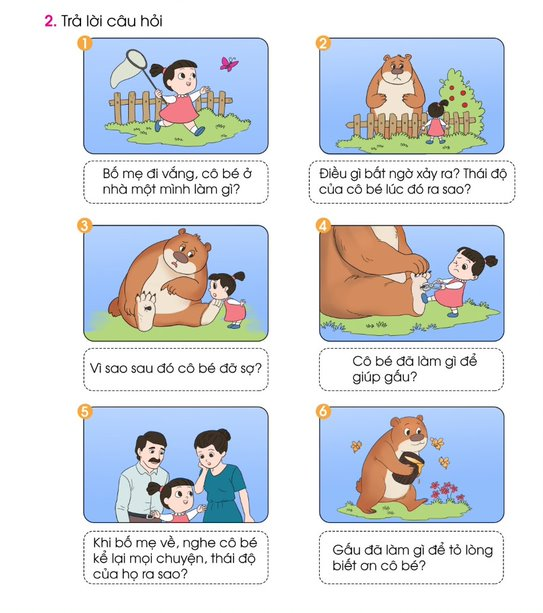 2. Trả lời câu hỏi
1
2
Bố mẹ đi vắng, cô bé ở
nhà một mình làm gì?
Điều gì bất ngờ xảy ra? Thái độ
của cô bé lúc đó ra sao?
3
4
Vì sao sau đó cô bé đỡ sợ?
Cô bé đã làm gì để
giúp gấu?
5
6
Khi bố mẹ về, nghe cô bé
kể lại mọi chuyện, thái độ
của họ ra sao?
Gấu đã làm gì để tỏ lòng
biết ơn cô bé?